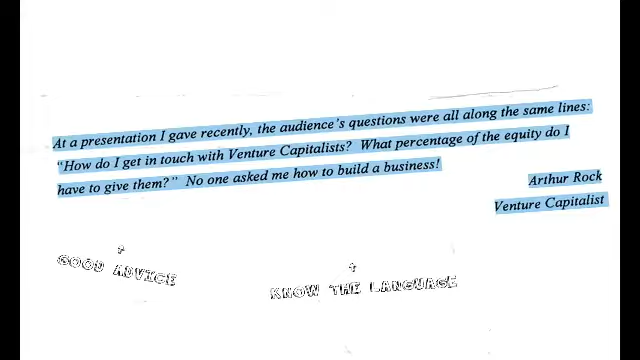 At a presentation I gave recently, the audience's questions were all along the same lines:
"How do I get in touch with Venture Capitalists? What percentage of the equity do I
have to give them?" No one asked me how to build a business!
Arthur Rock
Venture Capitalist
GOOD ADVICE
KNOW THE LANGUAGE